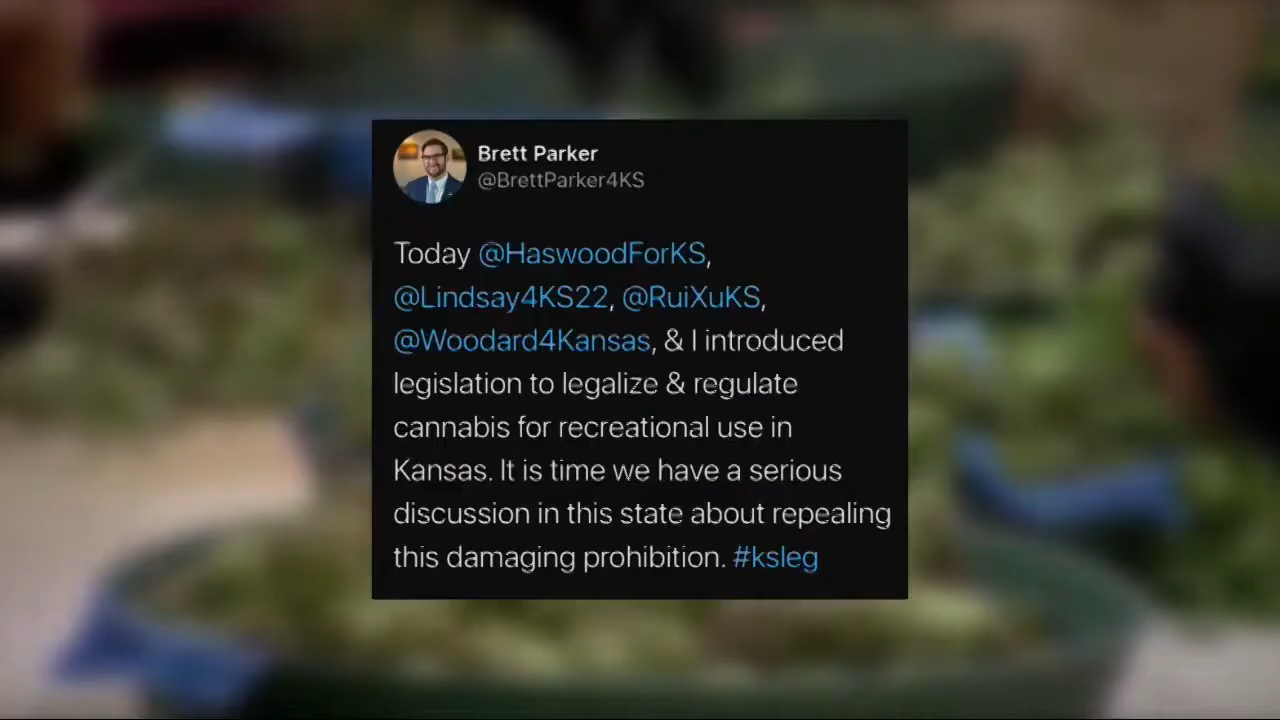 Brett Parker
@BrettParker4KS
Today @HaswoodForKS,
@Lindsay4KS22, @RuiXuKS,
@Woodard4Kansas, & I introduced
legislation to legalize & regulate
cannabis for recreational use in
Kansas. It is time we have a serious
discussion in this state about repealing
this damaging prohibition. #ksleg